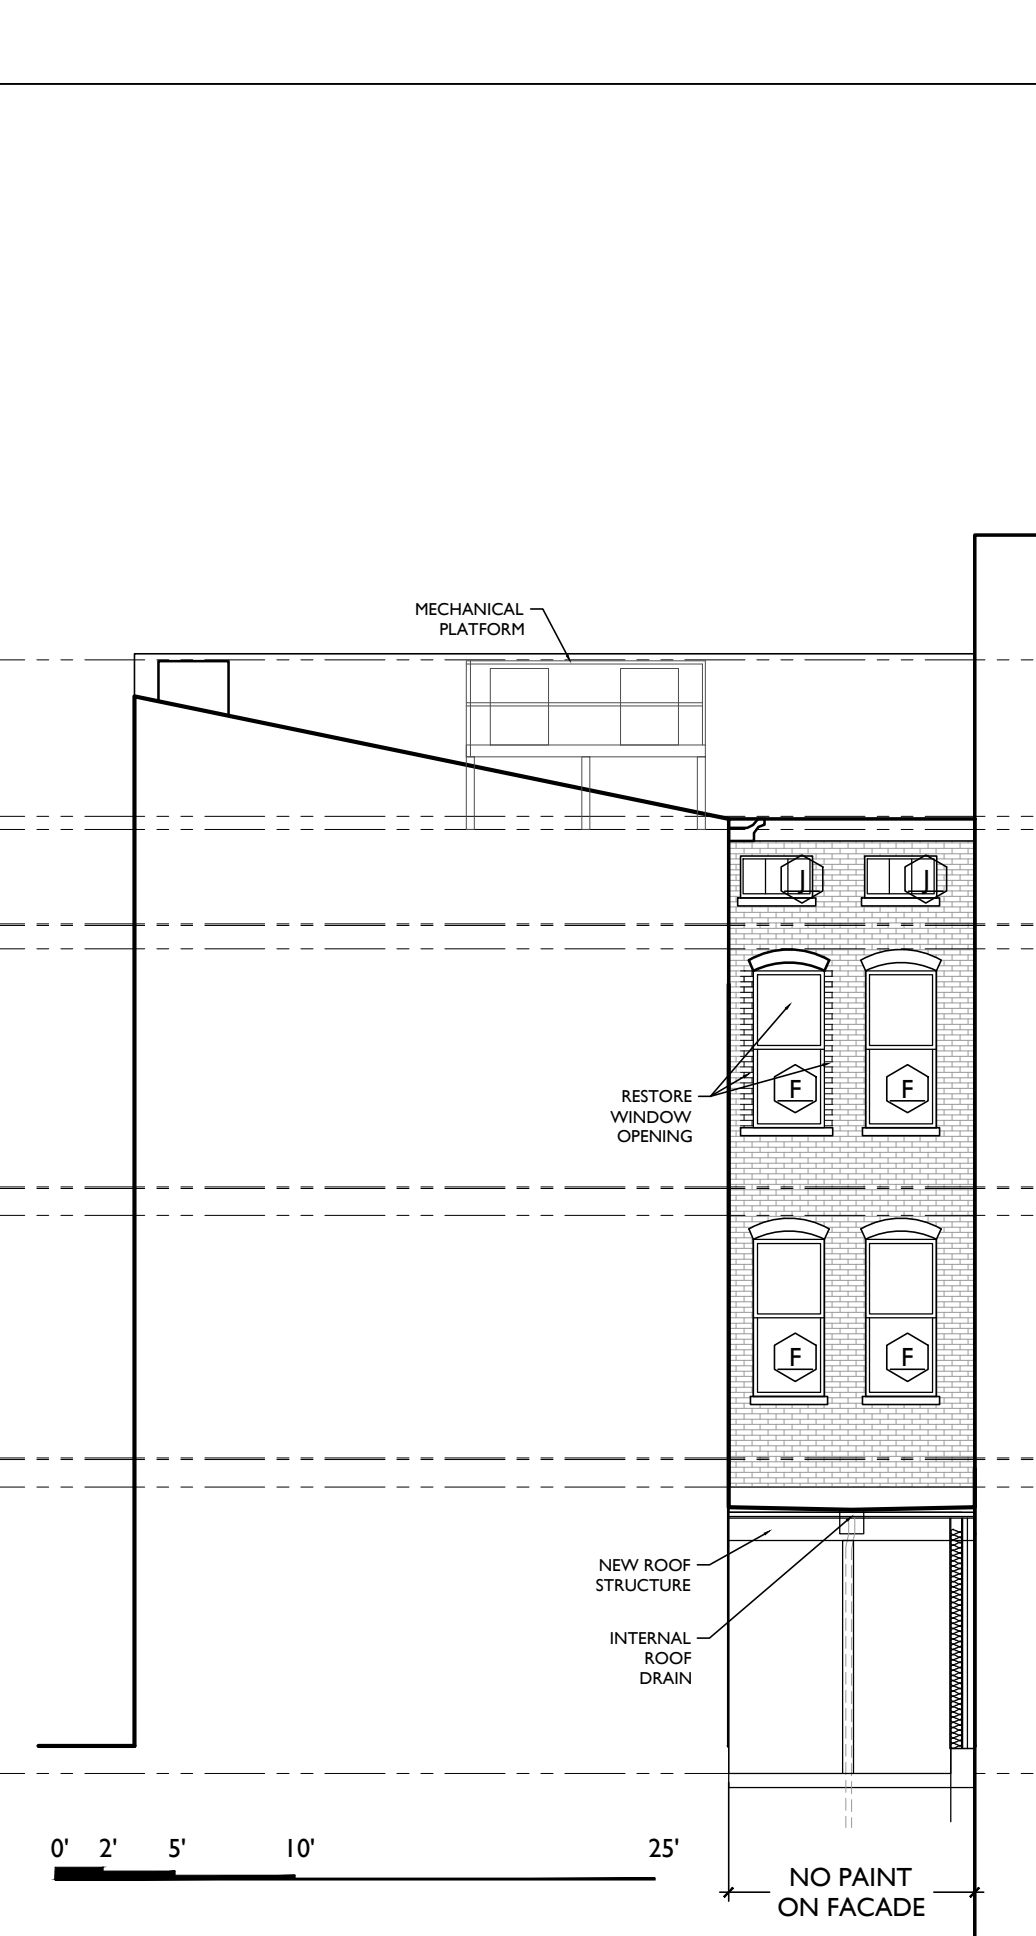 MECHANICAL
PLATFORM
J J
RESTORE
WINDOW
OPENING
F F
F F
NEW ROOF
STRUCTURE
INTERNAL
ROOF
DRAIN
0' 2' 5' 10' 25'
NO PAINT
ON FACADE